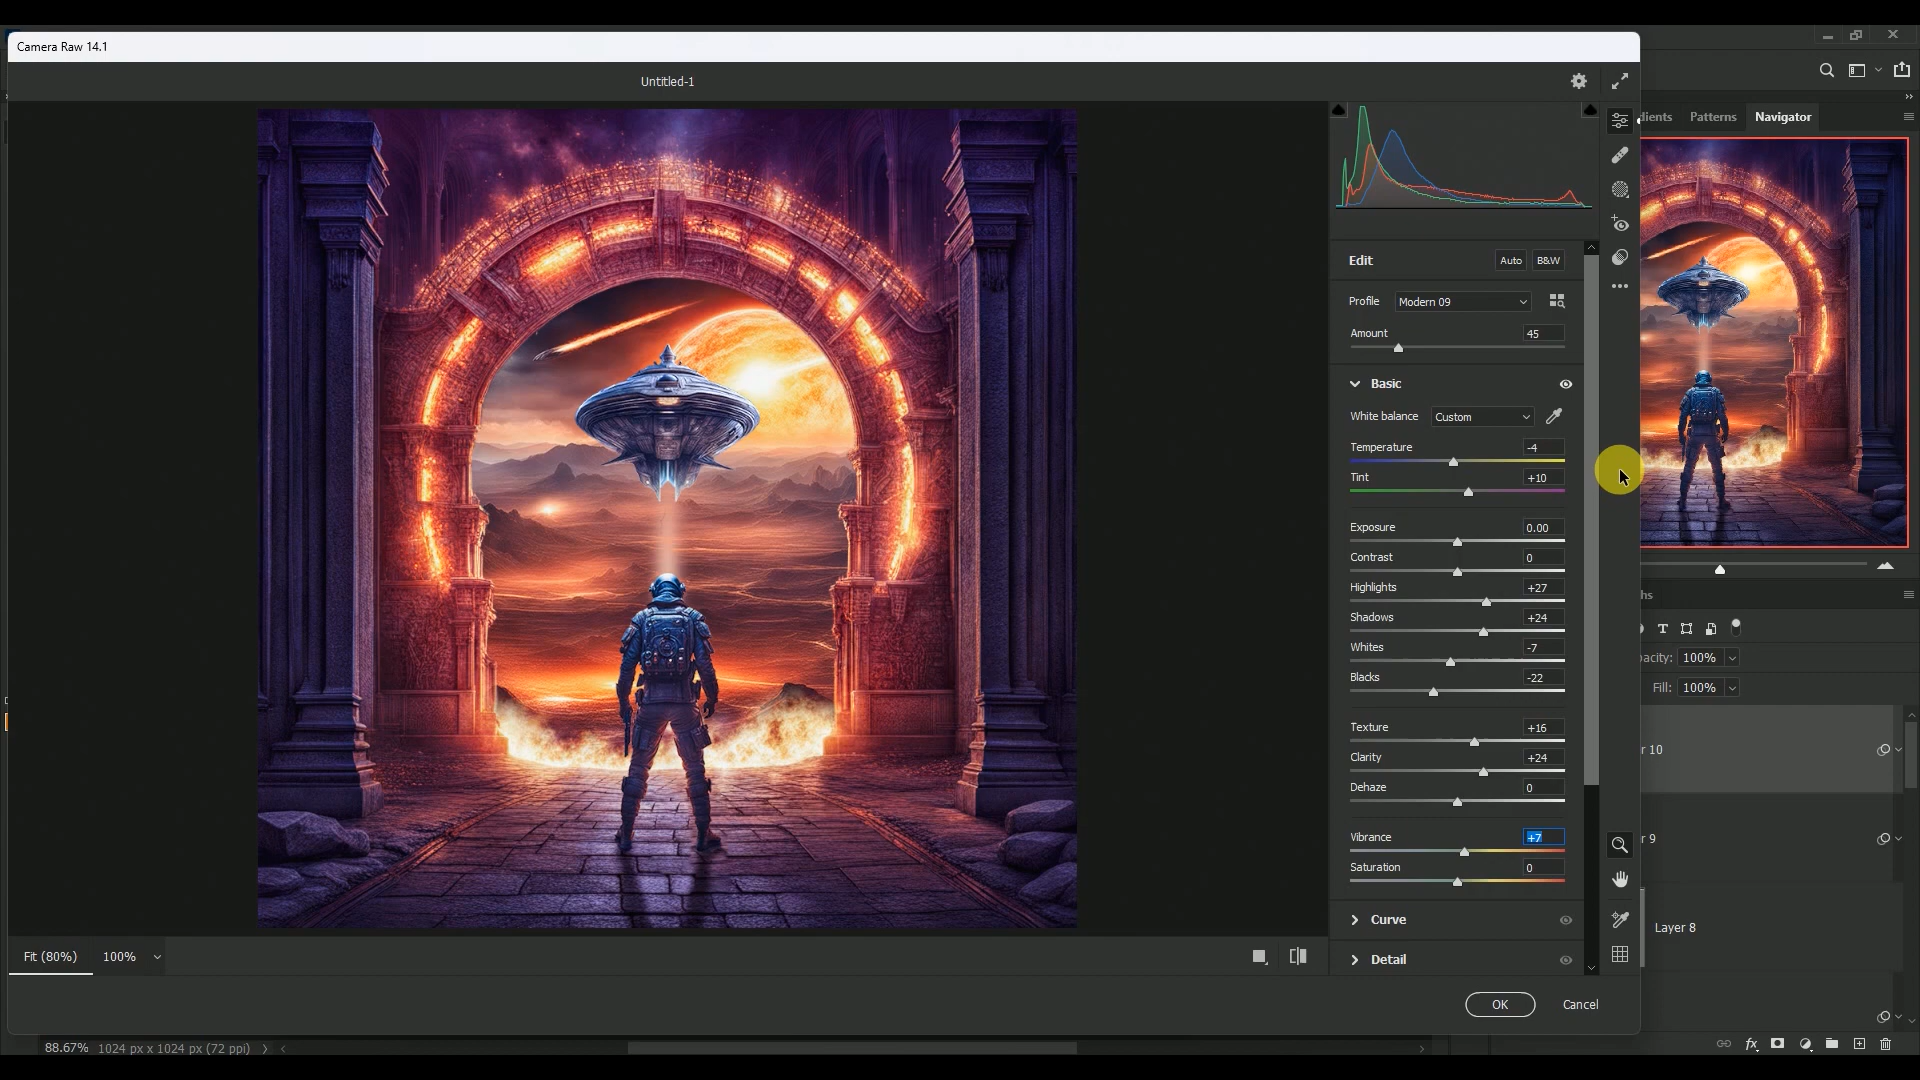 Camera Raw 14.1
Untitled-1
Patterns
Navigator
Edit
Auto
B&W
Profile
Modern 09
Amount
45
Basic
White balance
Custom
Temperature
-4
Tint
+10
Exposure
0.00
Contrast
0
Highlights
+27
Shadows
+24
Whites
-7
Blacks
-22
Texture
+16
Clarity
+24
Dehaze
0
Vibrance
+7
Saturation
0
Curve
Detail
Fit (80%)
100%
OK
Cancel
100%
Fill:
100%
r 10
r 9
Layer 8
88.67%
1024 px x 1024 px (72 ppi)